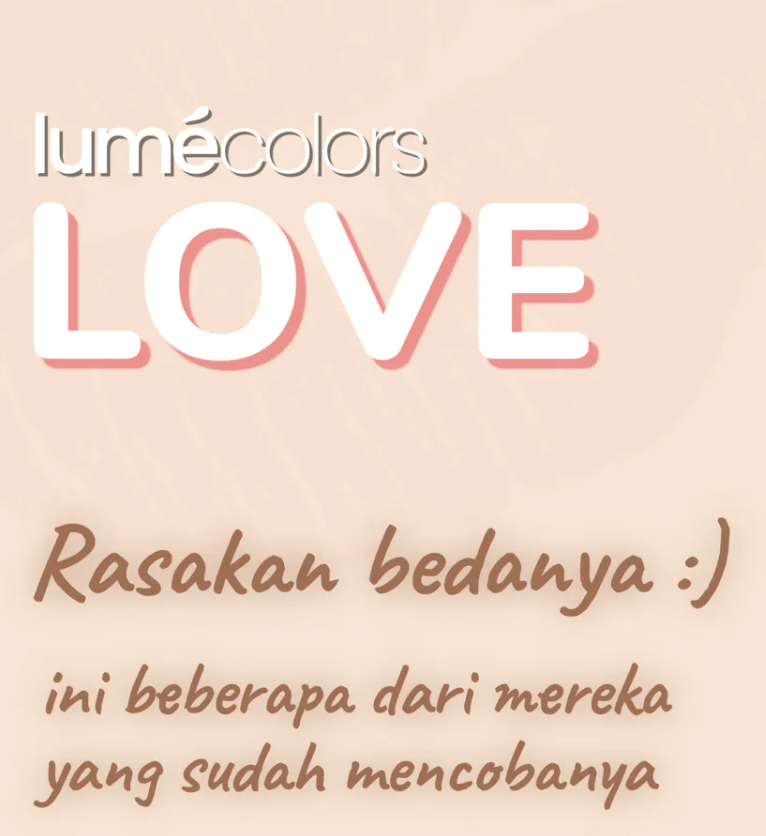 lumécolors
LOVE
Rasakan bedanya :)
ini beberapa dari mereka
yang sudah mencobanya